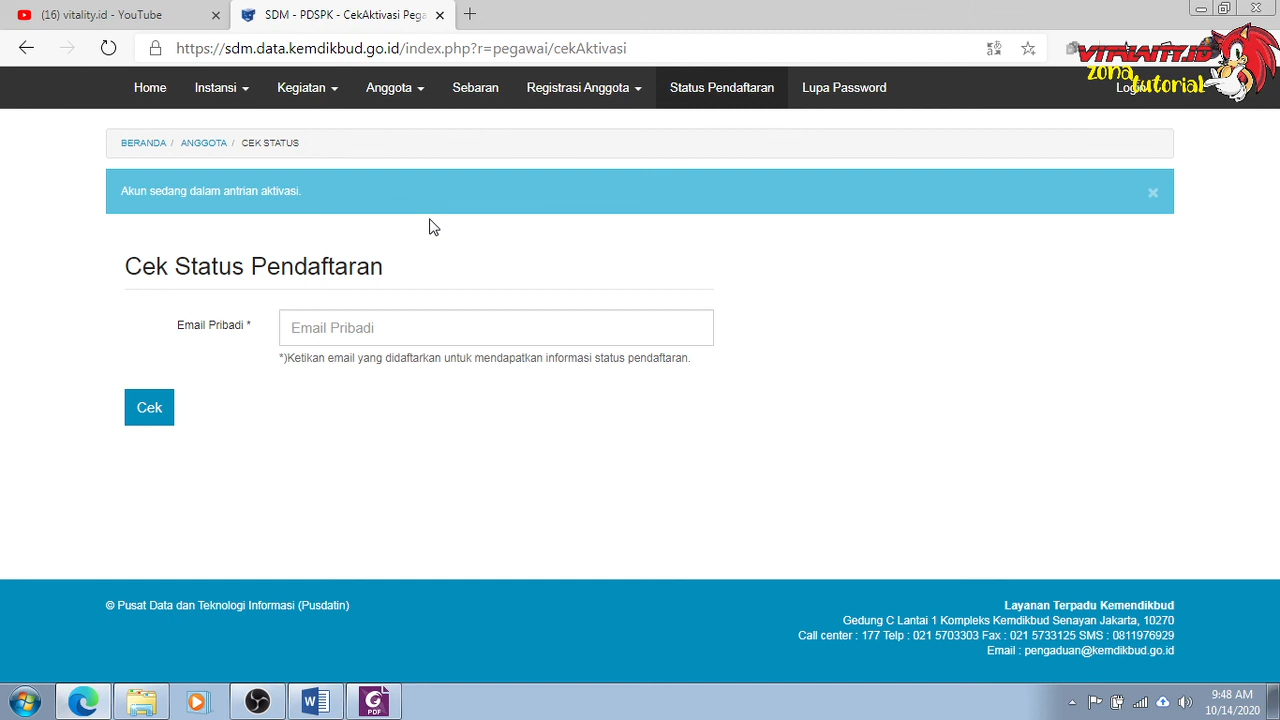 (16) vitality.id - YouTube
SDM - PDSPK - CekAktivasi Pega
https://sdm.data.kemdikbud.go.id/index.php?r=pegawai/cekAktivasi
VITALITY.ID
zona tutorial
Home Instansi Kegiatan Anggota Sebaran Registrasi Anggota Status Pendaftaran Lupa Password Login
BERANDA / ANGGOTA / CEK STATUS
Akun sedang dalam antrian aktivasi.
Cek Status Pendaftaran
Email Pribadi * Email Pribadi
*)Ketikan email yang didaftarkan untuk mendapatkan informasi status pendaftaran.
Cek
© Pusat Data dan Teknologi Informasi (Pusdatin)
Layanan Terpadu Kemendikbud
Gedung C Lantai 1 Kompleks Kemdikbud Senayan Jakarta, 10270
Call center : 177 Telp : 021 5703303 Fax : 021 5733125 SMS : 0811976929
Email : pengaduan@kemdikbud.go.id
PDF
9:48 AM
10/14/2020